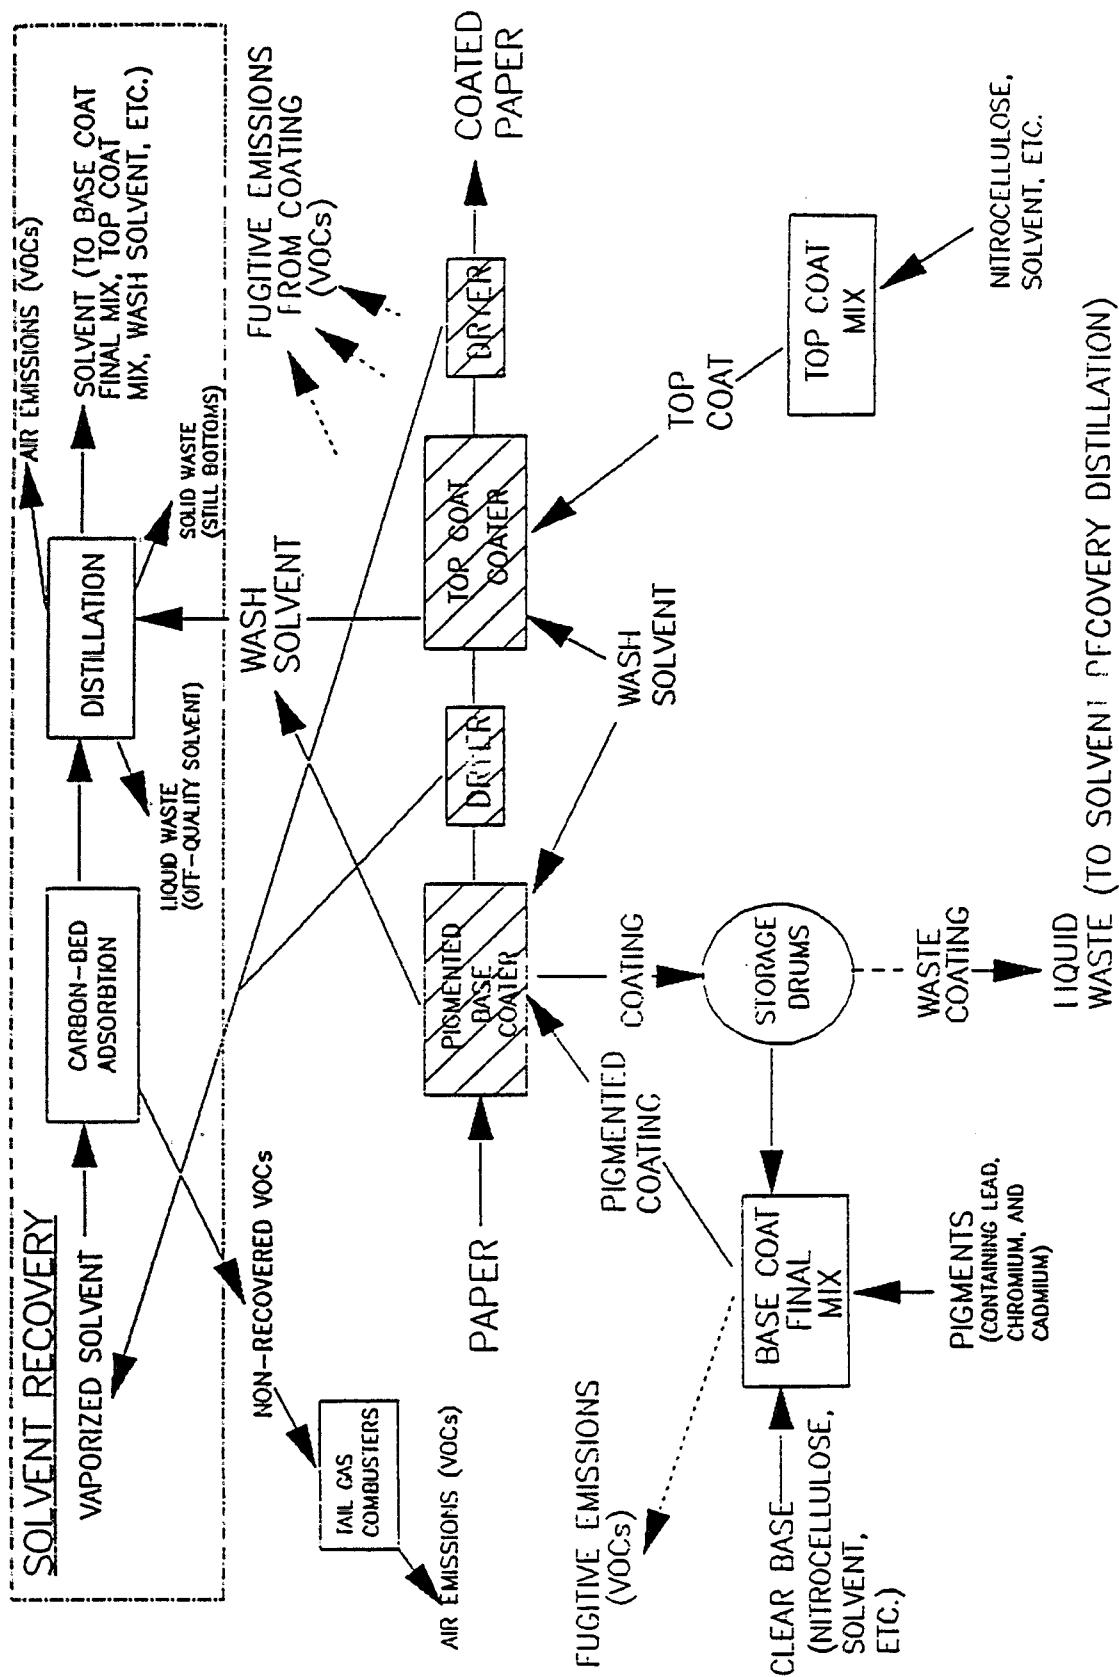 SOLVENT RECOVERY
VAPORIZED SOLVENT
CARBON-BED
ADSORBTION
DISTILLATION
AIR EMISSIONS (VOCs)
SOLVENT (TO BASE COAT
FINAL MIX, TOP COAT
MIX, WASH SOLVENT, ETC.)
LIQUID WASTE
(OFF-QUALITY SOLVENT)
SOLID WASTE
(STILL BOTTOMS)
NON-RECOVERED VOCs
TAIL GAS
COMBUSTERS
AIR EMISSIONS (VOCs)
WASH
SOLVENT
FUGITIVE EMISSIONS
FROM COATING
(VOCs)
PAPER
PIGMENTED
BASE
COATER
DRYER
TOP COAT
COATER
DRYER
COATED
PAPER
FUGITIVE EMISSIONS
(VOCs)
PIGMENTED
COATING
COATING
WASH
SOLVENT
TOP
COAT
CLEAR BASE
(NITROCELLULOSE,
SOLVENT,
ETC.)
BASE COAT
FINAL
MIX
STORAGE
DRUMS
TOP COAT
MIX
PIGMENTS
(CONTAINING LEAD,
CHROMIUM, AND
CADMIUM)
WASTE
COATING
NITROCELLULOSE,
SOLVENT, ETC.
LIQUID
WASTE (TO SOLVENT RECOVERY DISTILLATION)